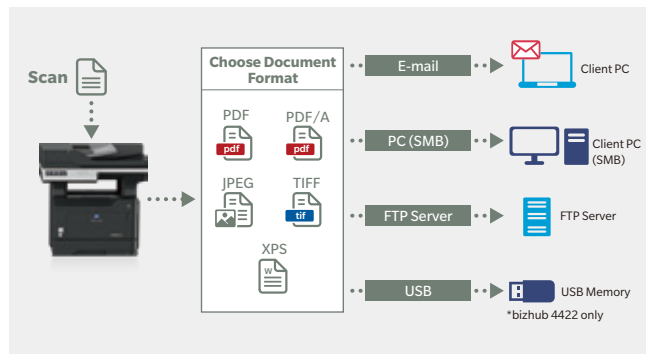 Scan
Choose Document
Format
PDF
pdf
PDF/A
pdf
JPEG
TIFF
tif
XPS
W
E-mail
Client PC
PC (SMB)
Client PC
(SMB)
FTP Server
FTP Server
USB
USB Memory
*bizhub 4422 only